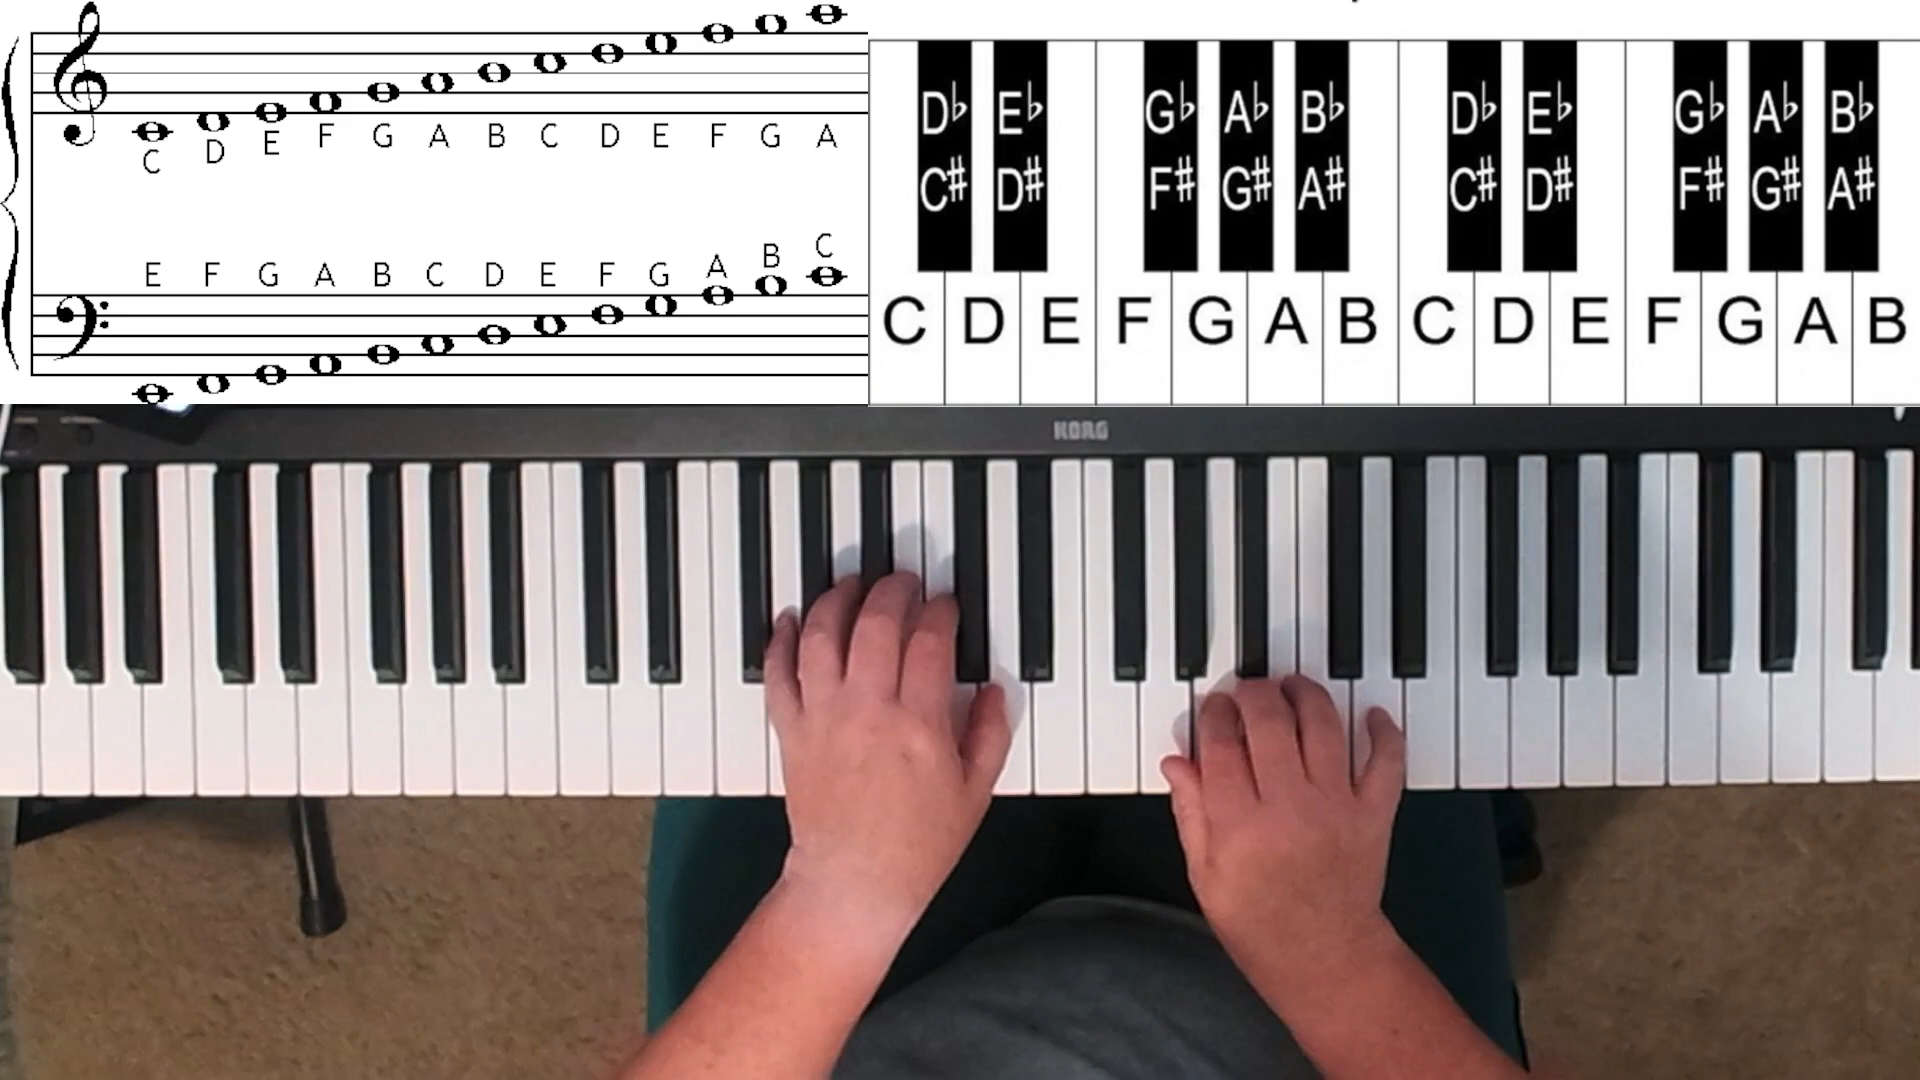 C D E F G A B C D E F G A
E F G A B C D E F G A B C
D♭ E♭ G♭ A♭ B♭ D♭ E♭ G♭ A♭ B♭
C♯ D♯ F♯ G♯ A♯ C♯ D♯ F♯ G♯ A♯
C D E F G A B C D E F G A B
KORG